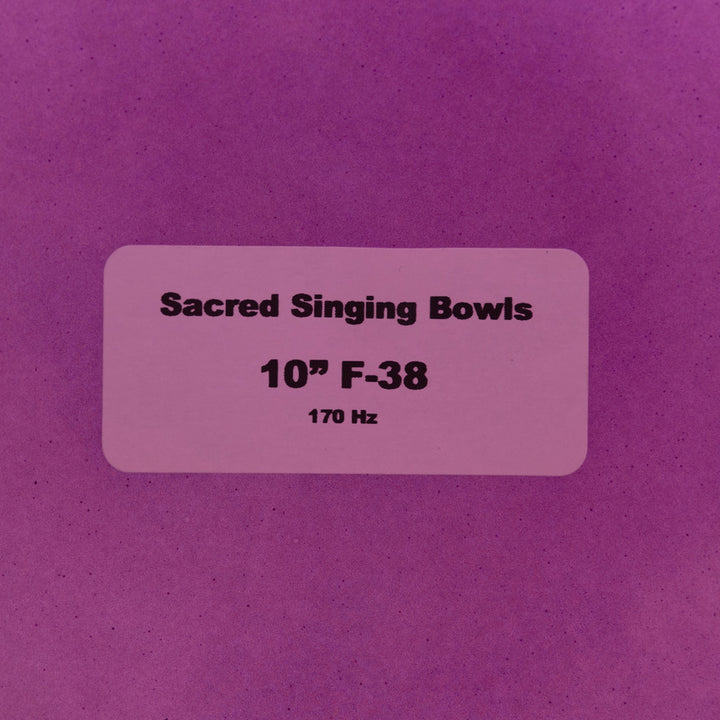 Sacred Singing Bowls
10” F-38
170 Hz